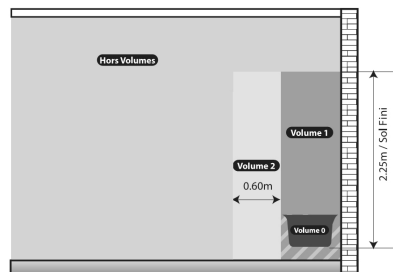 Hors Volumes
Volume 1
Volume 2
0.60m
Volume 0
2.25m / Sol Fini